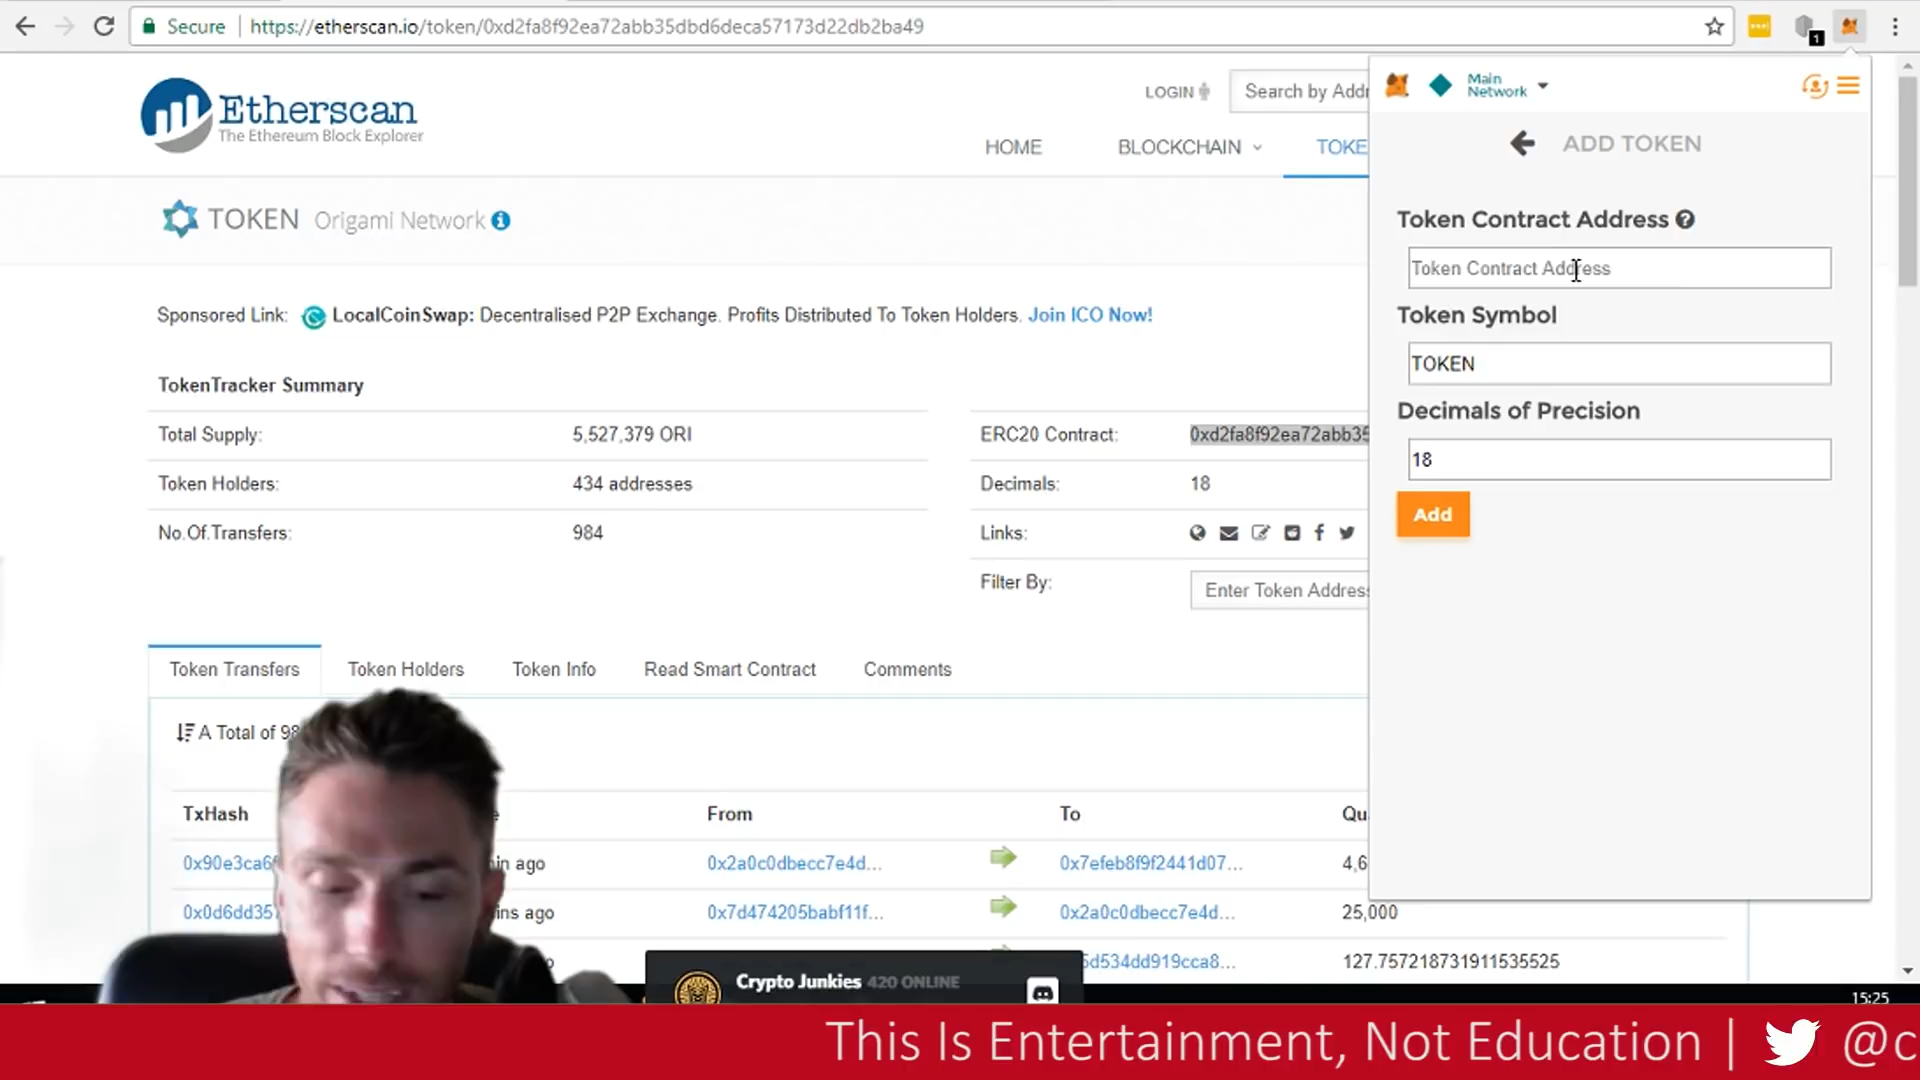 Secure https://etherscan.io/token/0xd2fa8f92ea72abb35dbd6deca57173d22db2ba49
1
Etherscan
The Ethereum Block Explorer
LOGIN
Search by Addr
HOME
BLOCKCHAIN
TOKE
TOKEN Origami Network
Sponsored Link: LocalCoinSwap: Decentralised P2P Exchange. Profits Distributed To Token Holders. Join ICO Now!
TokenTracker Summary
Total Supply: 5,527,379 ORI
Token Holders: 434 addresses
No.Of.Transfers: 984
ERC20 Contract: 0xd2fa8f92ea72abb35
Decimals: 18
Links:
Filter By: Enter Token Address
Token Transfers Token Holders Token Info Read Smart Contract Comments
A Total of 98
TxHash From To Qu
0x90e3ca6 in ago 0x2a0c0dbecc7e4d... 0x7efeb8f9f2441d07... 4,6
0x0d6dd35 ins ago 0x7d474205babf11f... 0x2a0c0dbecc7e4d... 25,000
5d534dd919cca8... 127.757218731911535525
Main
Network
ADD TOKEN
Token Contract Address
Token Contract Address
Token Symbol
TOKEN
Decimals of Precision
18
Add
Crypto Junkies 420 ONLINE
15:25
This Is Entertainment, Not Education | @c